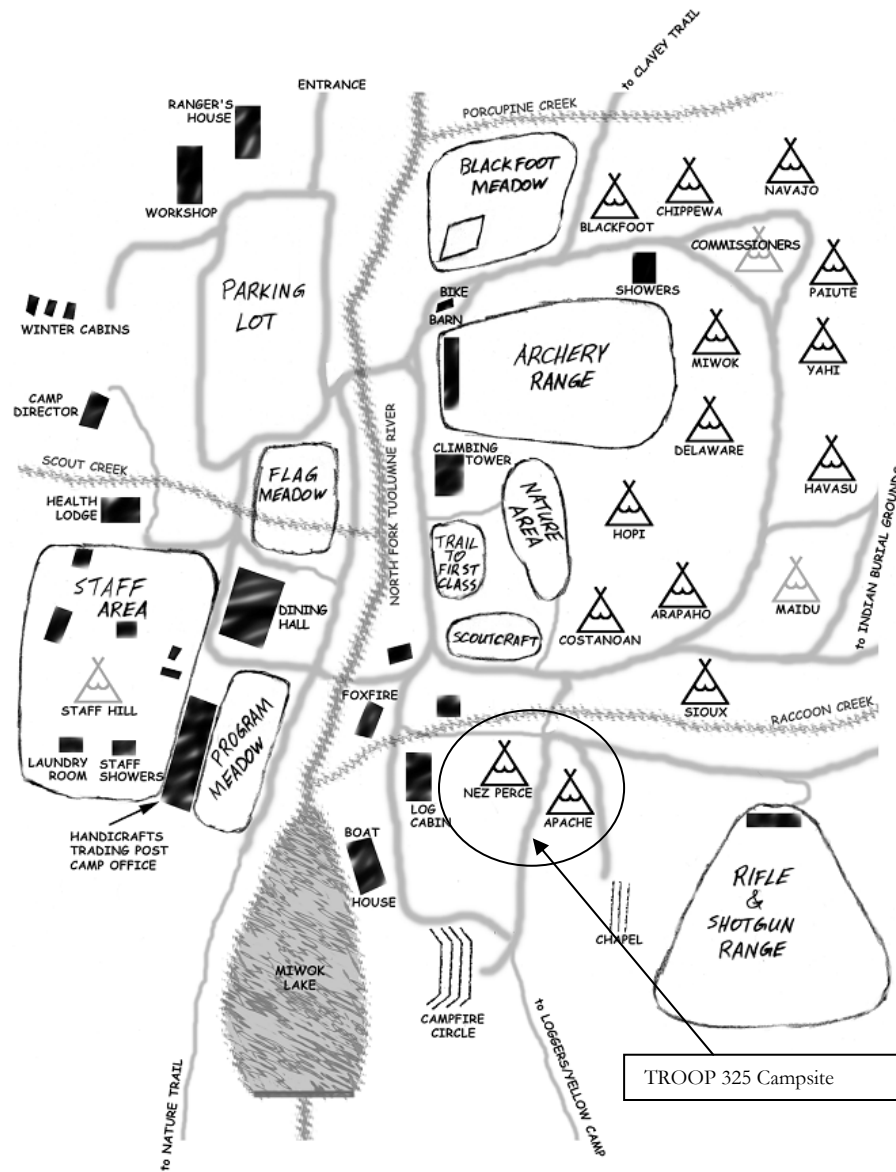 ENTRANCE
to CLAVEY TRAIL
RANGER'S
HOUSE
PORCUPINE CREEK
BLACKFOOT
MEADOW
WORKSHOP
BLACKFOOT
CHIPPEWA
NAVAJO
COMMISSIONERS
PARKING
LOT
BIKE
BARN
SHOWERS
PAIUTE
WINTER CABINS
ARCHERY
RANGE
MIWOK
YAHI
CAMP
DIRECTOR
SCOUT CREEK
FLAG
MEADOW
NORTH FORK TUOLUMNE RIVER
CLIMBING
TOWER
DELAWARE
HAVASU
HEALTH
LODGE
NATURE
AREA
HOPI
TRAIL
TO
FIRST
CLASS
STAFF
AREA
DINING
HALL
SCOUTCRAFT
COSTANOAN
ARAPAHO
MAIDU
to INDIAN BURIAL GROUNDS
STAFF HILL
FOXFIRE
SIOUX
RACCOON CREEK
LAUNDRY
ROOM
STAFF
SHOWERS
PROGRAM
MEADOW
LOG
CABIN
NEZ PERCE
APACHE
HANDICRAFTS
TRADING POST
CAMP OFFICE
BOAT
HOUSE
RIFLE
&
SHOTGUN
RANGE
CHAPEL
MIWOK
LAKE
CAMPFIRE
CIRCLE
to LOGGERS/YELLOW CAMP
to NATURE TRAIL
TROOP 325 Campsite